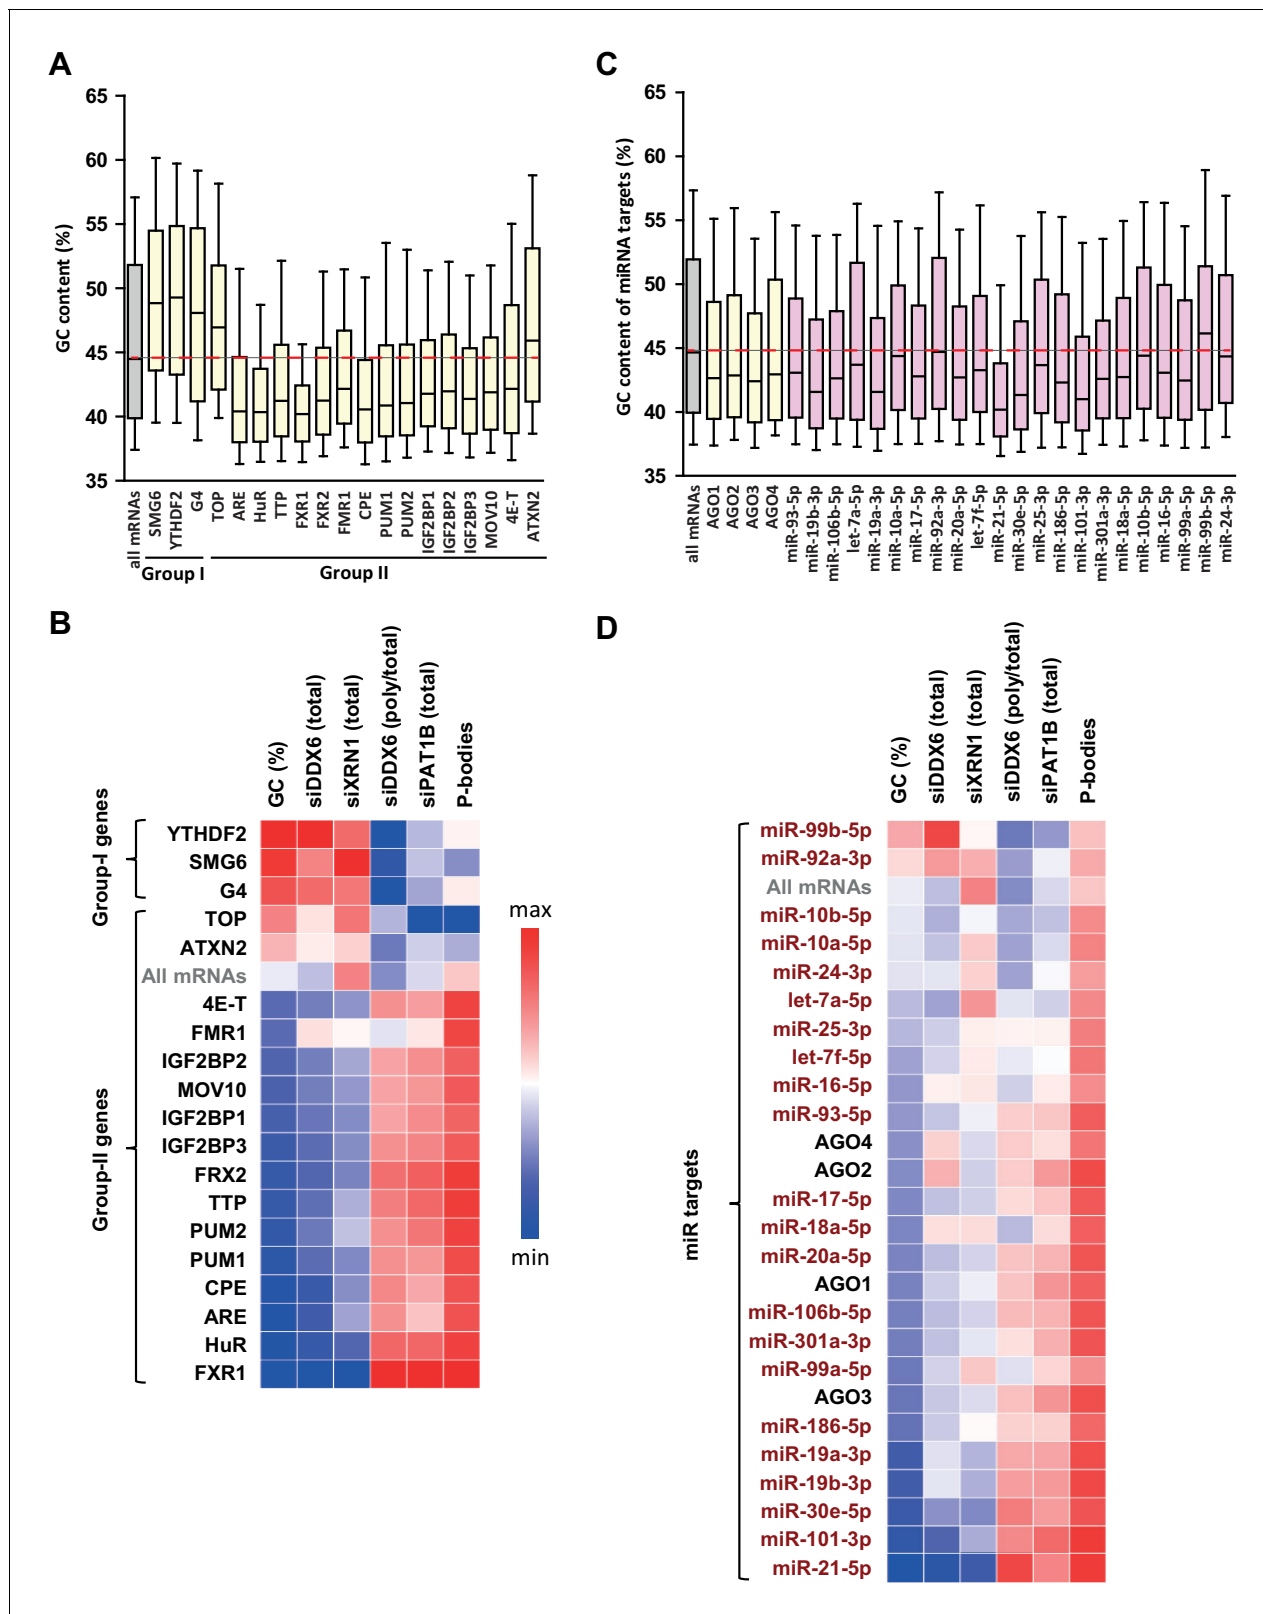 A
GC content (%)
65
60
55
50
45
40
35
all mRNAs
SMG6
YTHDF2
G4
TOP
ARE
HuR
TTP
FXR1
FXR2
FMR1
CPE
PUM1
PUM2
IGF2BP1
IGF2BP2
IGF2BP3
MOV10
4E-T
ATXN2
Group I
Group II
C
GC content of miRNA targets (%)
65
60
55
50
45
40
35
all mRNAs
AGO1
AGO2
AGO3
AGO4
miR-93-5p
miR-19b-3p
miR-106b-5p
let-7a-5p
miR-19a-3p
miR-10a-5p
miR-17-5p
miR-92a-3p
miR-20a-5p
let-7f-5p
miR-21-5p
miR-30e-5p
miR-25-3p
miR-186-5p
miR-101-3p
miR-301a-3p
miR-18a-5p
miR-10b-5p
miR-16-5p
miR-99a-5p
miR-99b-5p
miR-24-3p
B
GC (%)
siDDX6 (total)
siXRN1 (total)
siDDX6 (poly/total)
siPAT1B (total)
P-bodies
Group-I genes
YTHDF2
SMG6
G4
Group-II genes
TOP
ATXN2
All mRNAs
4E-T
FMR1
IGF2BP2
MOV10
IGF2BP1
IGF2BP3
FRX2
TTP
PUM2
PUM1
CPE
ARE
HuR
FXR1
max
min
D
GC (%)
siDDX6 (total)
siXRN1 (total)
siDDX6 (poly/total)
siPAT1B (total)
P-bodies
miR targets
miR-99b-5p
miR-92a-3p
All mRNAs
miR-10b-5p
miR-10a-5p
miR-24-3p
let-7a-5p
miR-25-3p
let-7f-5p
miR-16-5p
miR-93-5p
AGO4
AGO2
miR-17-5p
miR-18a-5p
miR-20a-5p
AGO1
miR-106b-5p
miR-301a-3p
miR-99a-5p
AGO3
miR-186-5p
miR-19a-3p
miR-19b-3p
miR-30e-5p
miR-101-3p
miR-21-5p